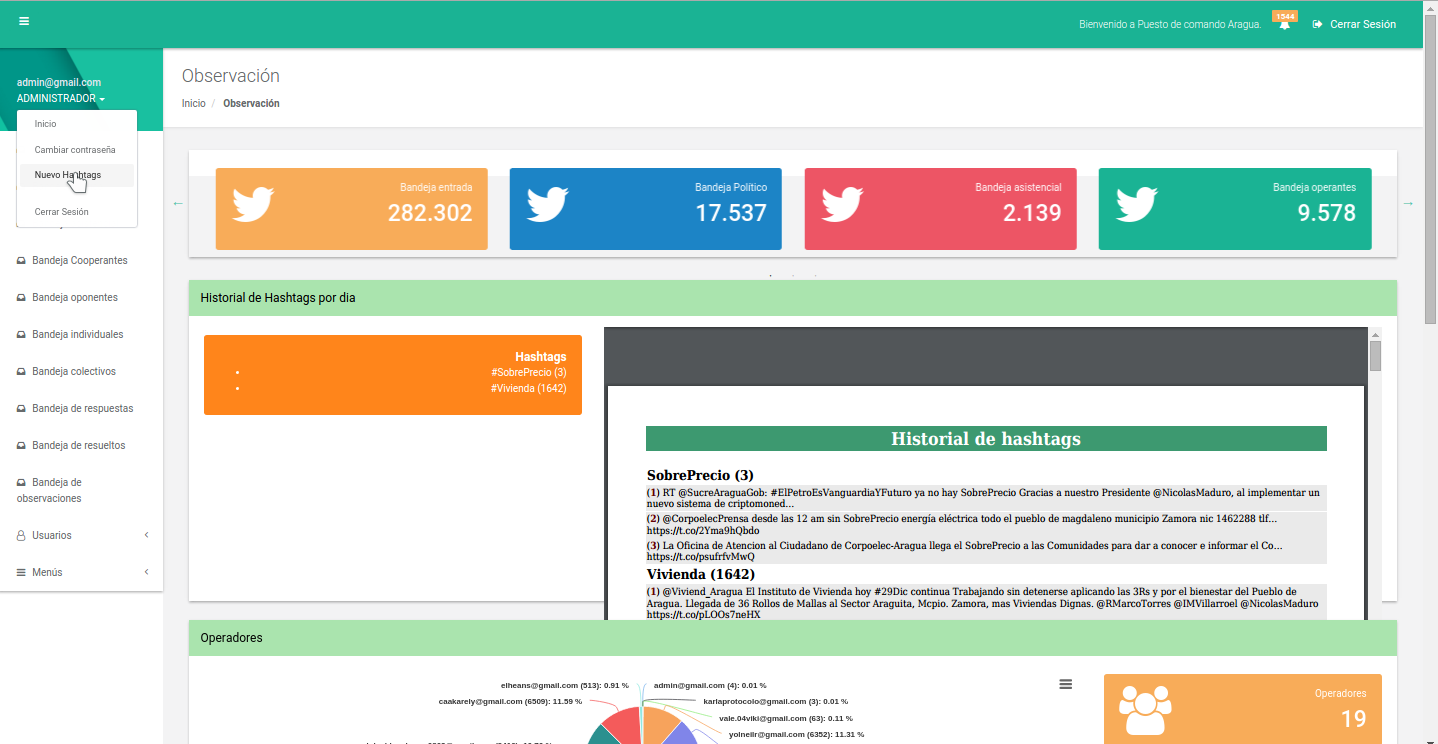 Bienvenido a Puesto de comando Aragua.
1544
Cerrar Sesión
admin@gmail.com
ADMINISTRADOR
Inicio
Cambiar contraseña
Nuevo Hashtags
Cerrar Sesión
Bandeja Cooperantes
Bandeja oponentes
Bandeja individuales
Bandeja colectivos
Bandeja de respuestas
Bandeja de resueltos
Bandeja de
observaciones
Usuarios
Menús
Observación
Inicio / Observación
Bandeja entrada
282.302
Bandeja Político
17.537
Bandeja asistencial
2.139
Bandeja operantes
9.578
Historial de Hashtags por dia
Hashtags
#SobrePrecio (3)
#Vivienda (1642)
Historial de hashtags
SobrePrecio (3)
(1) RT @SucreAraguaGob: #ElPetroEsVanguardiaYFuturo ya no hay SobrePrecio Gracias a nuestro Presidente @NicolasMaduro, al implementar un
nuevo sistema de criptomoned...
(2) @CorpoelecPrensa desde las 12 am sin SobrePrecio energía eléctrica todo el pueblo de magdaleno municipio Zamora nic 1462288 tlf...
https://t.co/2Yma9hQbdo
(3) La Oficina de Atencion al Ciudadano de Corpoelec-Aragua llega el SobrePrecio a las Comunidades para dar a conocer e informar el Co...
https://t.co/psufrfvMwQ
Vivienda (1642)
(1) @Viviend_Aragua El Instituto de Vivienda hoy #29Dic continua Trabajando sin detenerse aplicando las 3Rs y por el bienestar del Pueblo de
Aragua. Llegada de 36 Rollos de Mallas al Sector Araguita, Mcpio. Zamora, mas Viviendas Dignas. @RMarcoTorres @IMVillarroel @NicolasMaduro
https://t.co/pLOOs7neHX
Operadores
elheans@gmail.com (513): 0.91 %
admin@gmail.com (4): 0.01 %
caakarely@gmail.com (6509): 11.59 %
karlaprotocolo@gmail.com (3): 0.01 %
vale.04viki@gmail.com (63): 0.11 %
yolneilr@gmail.com (6352): 11.31 %
Operadores
19